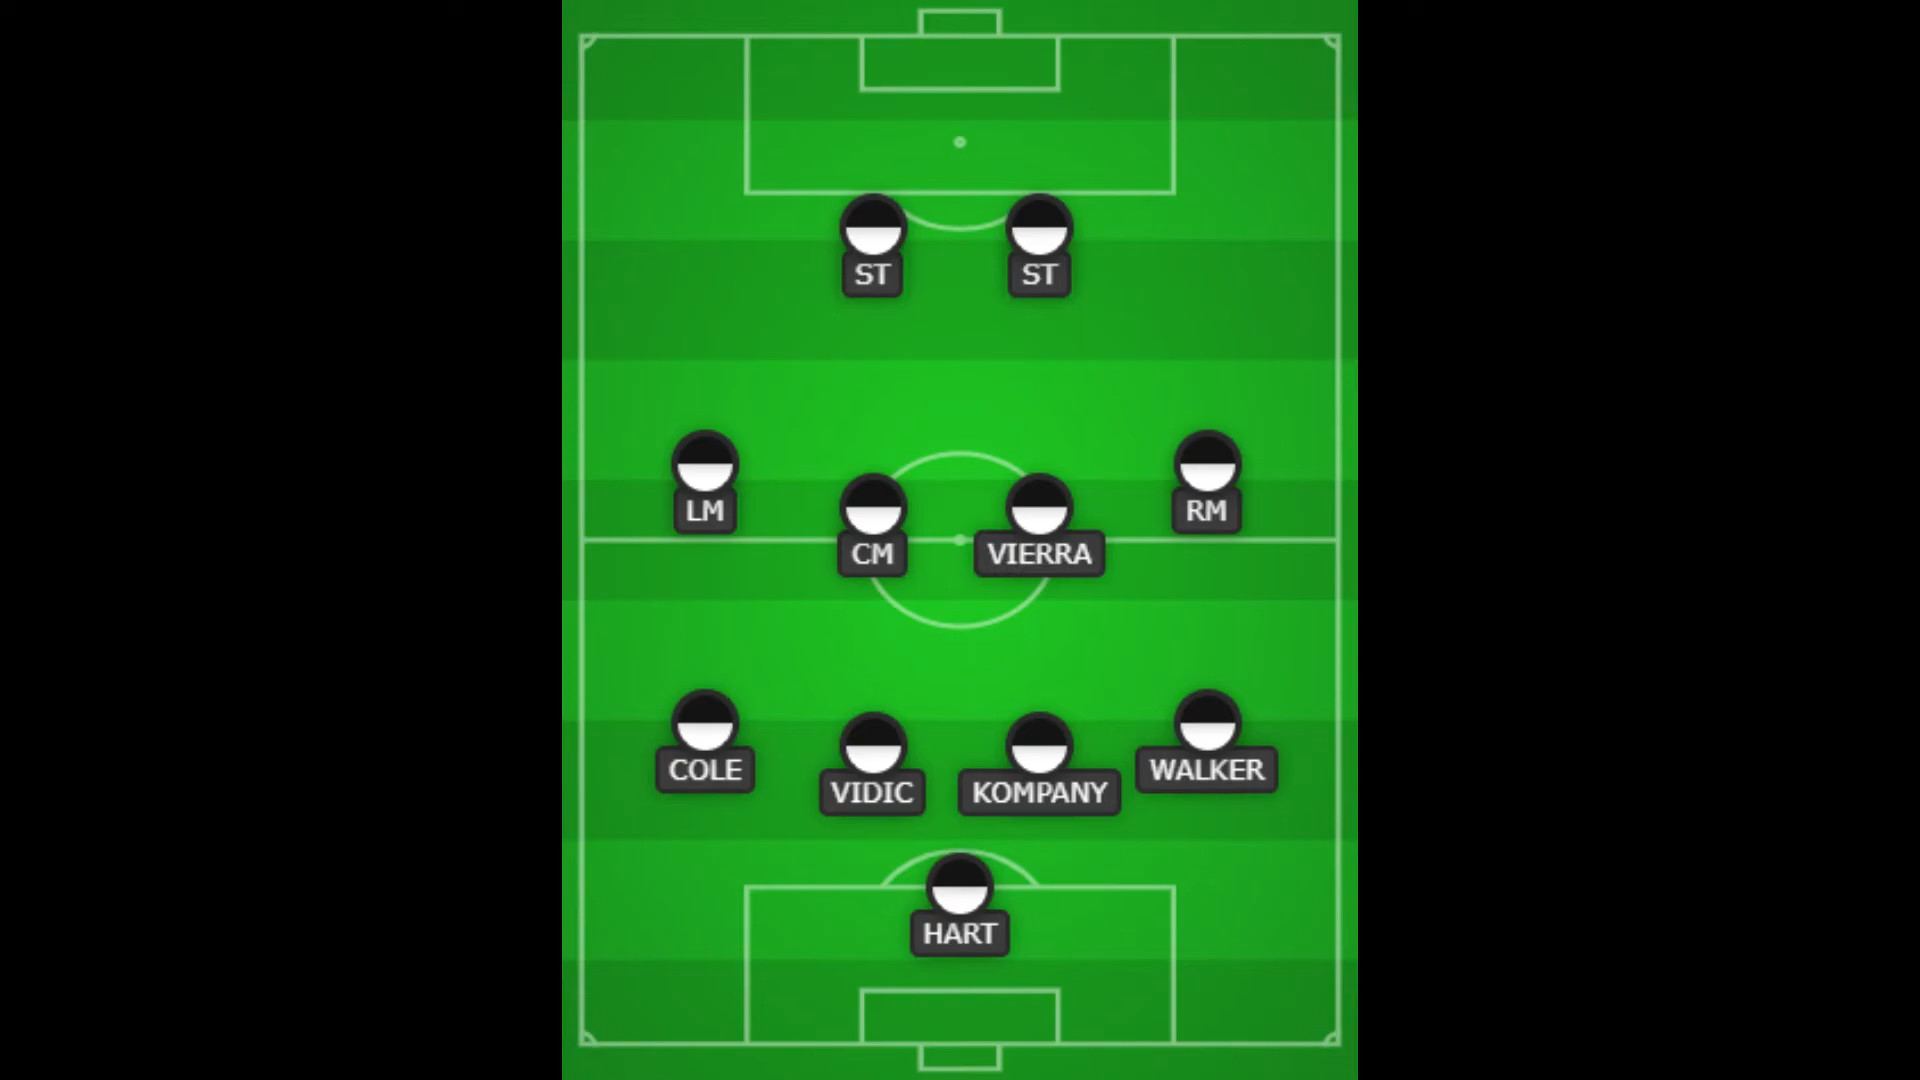 ST
ST
LM
RM
CM
VIERRA
COLE
WALKER
VIDIC
KOMPANY
HART